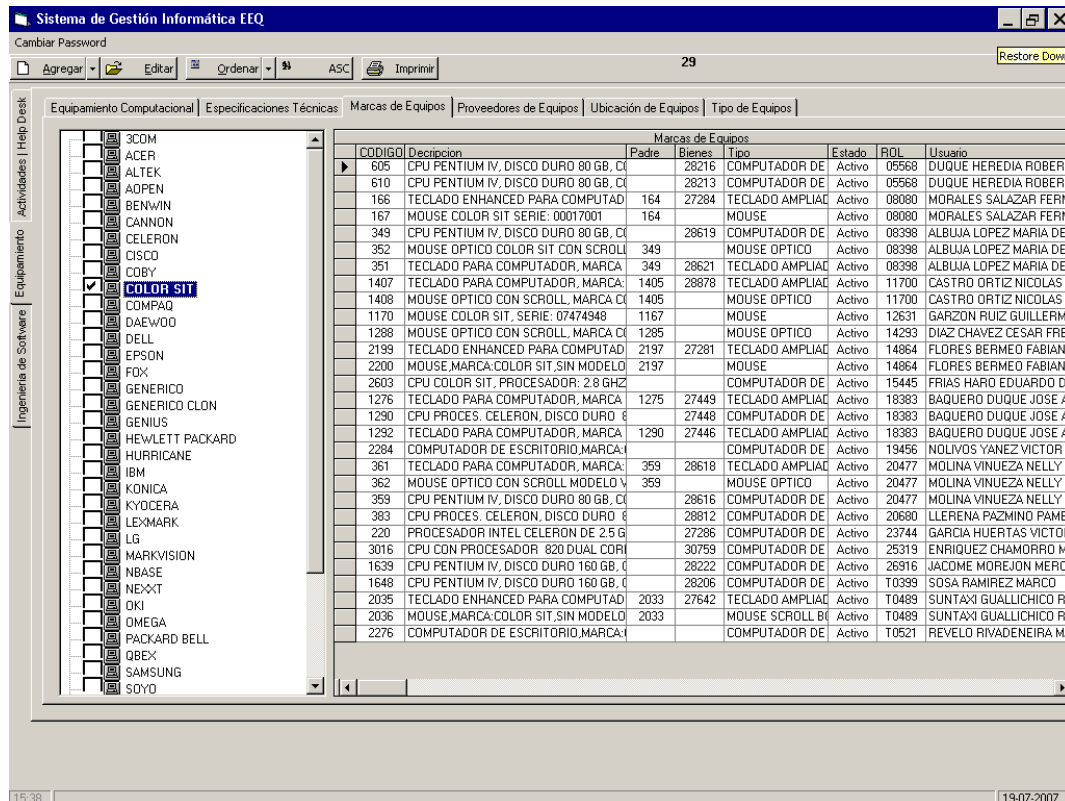 Sistema de Gestión Informática EEQ
Cambiar Password
Restore Dow
Agregar Editar Ordenar ASC Imprimir 29
Equipamiento Computacional Especificaciones Técnicas Marcas de Equipos Proveedores de Equipos Ubicación de Equipos Tipo de Equipos
Actividades | Help Desk
Equipamiento
Ingeniería de Software
3COM
ACER
ALTEK
AOPEN
BENWIN
CANNON
CELERON
CISCO
COBY
COLOR SIT
COMPAQ
DAEWOO
DELL
EPSON
FOX
GENERICO
GENERICO CLON
GENIUS
HEWLETT PACKARD
HURRICANE
IBM
KONICA
KYOCERA
LEXMARK
LG
MARKVISION
NBASE
NEXXT
OKI
OMEGA
PACKARD BELL
QBEX
SAMSUNG
SOYO
Marcas de Equipos
CODIGO Decripcion Padre Bienes Tipo Estado ROL Usuario
605 CPU PENTIUM IV, DISCO DURO 80 GB, CO 28216 COMPUTADOR DE Activo 05568 DUQUE HEREDIA ROBER
610 CPU PENTIUM IV, DISCO DURO 80 GB, CO 28213 COMPUTADOR DE Activo 05568 DUQUE HEREDIA ROBER
166 TECLADO ENHANCED PARA COMPUTAD 164 27284 TECLADO AMPLIAD Activo 08080 MORALES SALAZAR FERN
167 MOUSE COLOR SIT SERIE: 00017001 164 MOUSE Activo 08080 MORALES SALAZAR FERN
349 CPU PENTIUM IV, DISCO DURO 80 GB, CO 28619 COMPUTADOR DE Activo 08398 ALBUJA LOPEZ MARIA DE
352 MOUSE OPTICO COLOR SIT CON SCROLL 349 MOUSE OPTICO Activo 08398 ALBUJA LOPEZ MARIA DE
351 TECLADO PARA COMPUTADOR, MARCA 349 28621 TECLADO AMPLIAD Activo 08398 ALBUJA LOPEZ MARIA DE
1407 TECLADO PARA COMPUTADOR, MARCA: 1405 28878 TECLADO AMPLIAD Activo 11700 CASTRO ORTIZ NICOLAS
1408 MOUSE OPTICO CON SCROLL, MARCA CO 1405 MOUSE OPTICO Activo 11700 CASTRO ORTIZ NICOLAS
1170 MOUSE COLOR SIT, SERIE: 07474948 1167 MOUSE Activo 12631 GARZON RUIZ GUILLERM
1288 MOUSE OPTICO CON SCROLL, MARCA CO 1285 MOUSE OPTICO Activo 14293 DIAZ CHAVEZ CESAR FRE
2199 TECLADO ENHANCED PARA COMPUTAD 2197 27281 TECLADO AMPLIAD Activo 14864 FLORES BERMEO FABIAN
2200 MOUSE,MARCA:COLOR SIT,SIN MODELO 2197 MOUSE Activo 14864 FLORES BERMEO FABIAN
2603 CPU COLOR SIT, PROCESADOR: 2.8 GHZ COMPUTADOR DE Activo 15445 FRIAS HARO EDUARDO D
1276 TECLADO PARA COMPUTADOR, MARCA 1275 27449 TECLADO AMPLIAD Activo 18383 BAQUERO DUQUE JOSE A
1290 CPU PROCES. CELERON, DISCO DURO 8 27448 COMPUTADOR DE Activo 18383 BAQUERO DUQUE JOSE A
1292 TECLADO PARA COMPUTADOR, MARCA 1290 27446 TECLADO AMPLIAD Activo 18383 BAQUERO DUQUE JOSE A
2284 COMPUTADOR DE ESCRITORIO,MARCA: COMPUTADOR DE Activo 19456 NOLIVOS YANEZ VICTOR
361 TECLADO PARA COMPUTADOR, MARCA: 359 28618 TECLADO AMPLIAD Activo 20477 MOLINA VINUEZA NELLY
362 MOUSE OPTICO CON SCROLL MODELO V 359 MOUSE OPTICO Activo 20477 MOLINA VINUEZA NELLY
359 CPU PENTIUM IV, DISCO DURO 80 GB, CO 28616 COMPUTADOR DE Activo 20477 MOLINA VINUEZA NELLY
383 CPU PROCES. CELERON, DISCO DURO 8 28812 COMPUTADOR DE Activo 20680 LLERENA PAZMINO PAME
220 PROCESADOR INTEL CELERON DE 2.5 G 27286 COMPUTADOR DE Activo 23744 GARCIA HUERTAS VICTO
3016 CPU CON PROCESADOR 820 DUAL CORE 30759 COMPUTADOR DE Activo 25319 ENRIQUEZ CHAMORRO M
1639 CPU PENTIUM IV, DISCO DURO 160 GB, 28222 COMPUTADOR DE Activo 26916 JACOME MOREJON MERC
1648 CPU PENTIUM IV, DISCO DURO 160 GB, 28206 COMPUTADOR DE Activo T0399 SOSA RAMIREZ MARCO
2035 TECLADO ENHANCED PARA COMPUTAD 2033 27642 TECLADO AMPLIAD Activo T0489 SUNTAXI GUALLICHICO R
2036 MOUSE,MARCA:COLOR SIT,SIN MODELO 2033 MOUSE SCROLL BO Activo T0489 SUNTAXI GUALLICHICO R
2276 COMPUTADOR DE ESCRITORIO,MARCA: COMPUTADOR DE Activo T0521 REVELO RIVADENEIRA M
15:38 19-07-2007